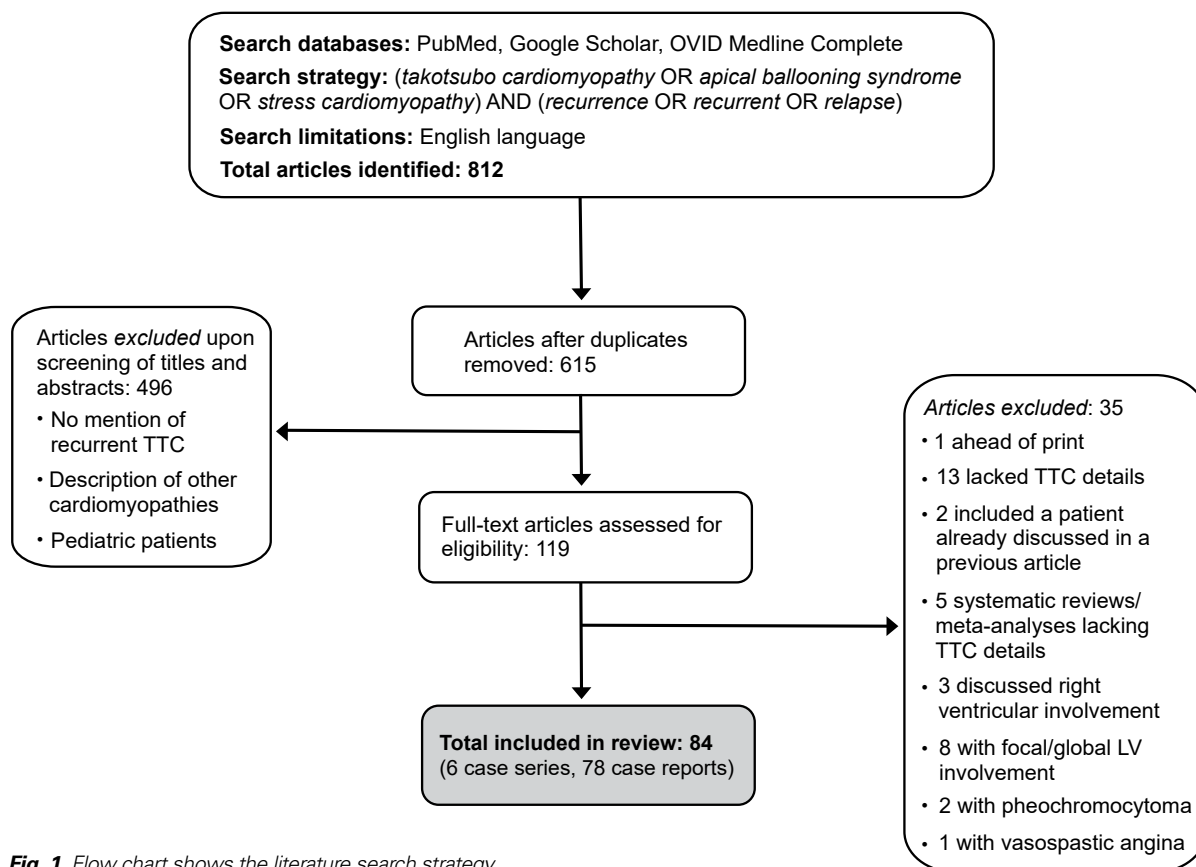 Search databases: PubMed, Google Scholar, OVID Medline Complete
Search strategy: (takotsubo cardiomyopathy OR apical ballooning syndrome
OR stress cardiomyopathy) AND (recurrence OR recurrent OR relapse)
Search limitations: English language
Total articles identified: 812
Articles after duplicates
removed: 615
Articles excluded upon
screening of titles and
abstracts: 496
• No mention of
recurrent TTC
• Description of other
cardiomyopathies
• Pediatric patients
Full-text articles assessed for
eligibility: 119
Articles excluded: 35
• 1 ahead of print
• 13 lacked TTC details
• 2 included a patient
already discussed in a
previous article
• 5 systematic reviews/
meta-analyses lacking
TTC details
• 3 discussed right
ventricular involvement
• 8 with focal/global LV
involvement
• 2 with pheochromocytoma
• 1 with vasospastic angina
Total included in review: 84
(6 case series, 78 case reports)
Fig. 1 Flow chart shows the literature search strategy.